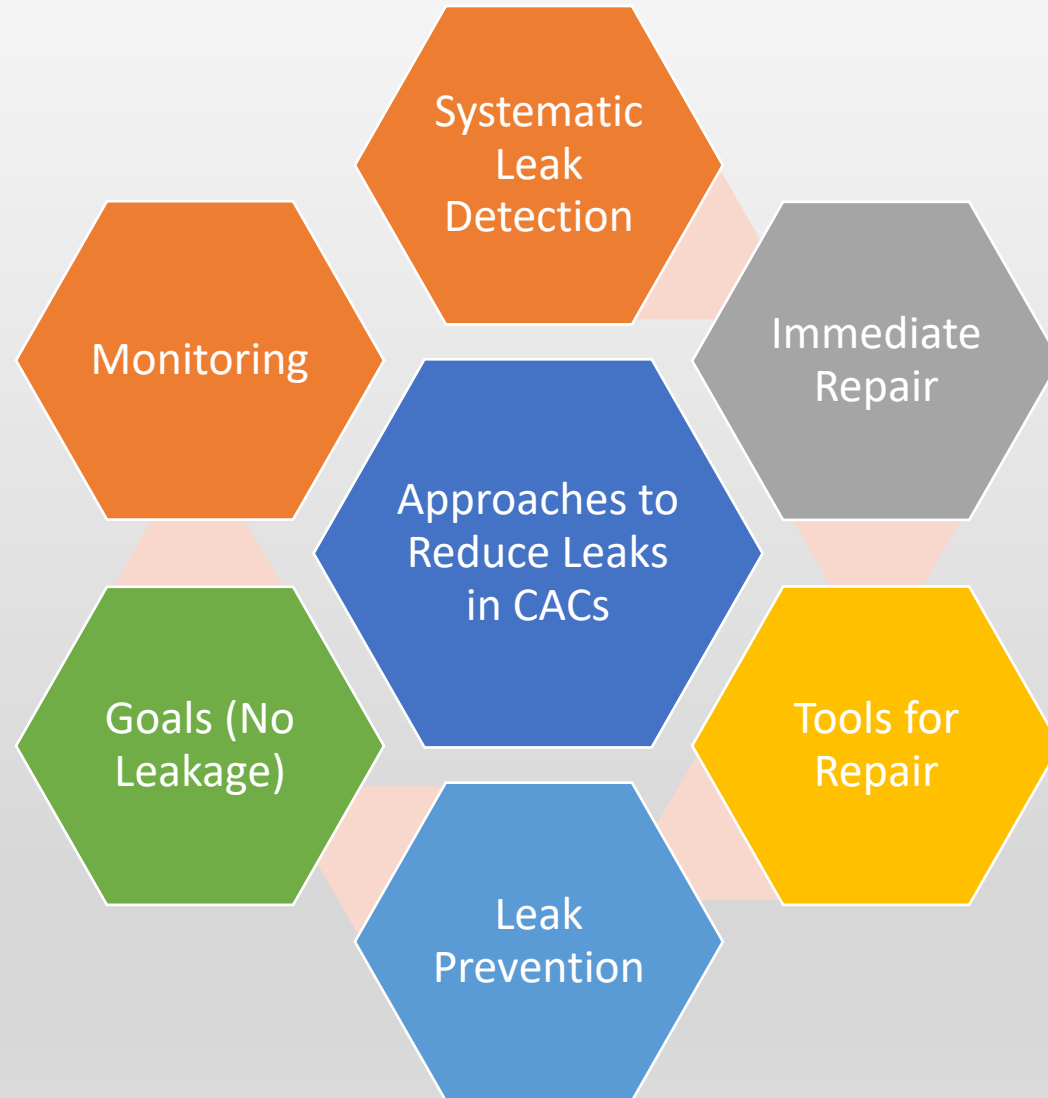 Systematic
Leak
Detection
Immediate
Repair
Tools for
Repair
Leak
Prevention
Goals (No
Leakage)
Monitoring
Approaches to
Reduce Leaks
in CACs